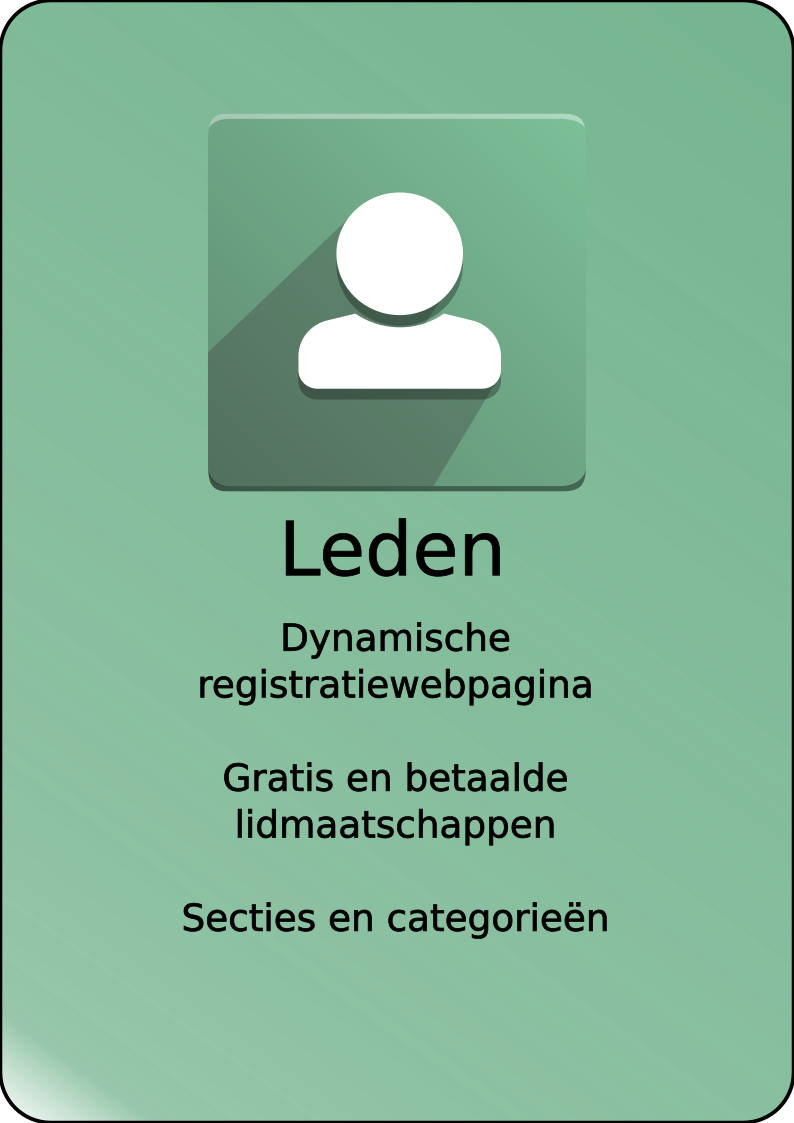 Leden
Dynamische
registratiewebpagina
Gratis en betaalde
lidmaatschappen
Secties en categorieën